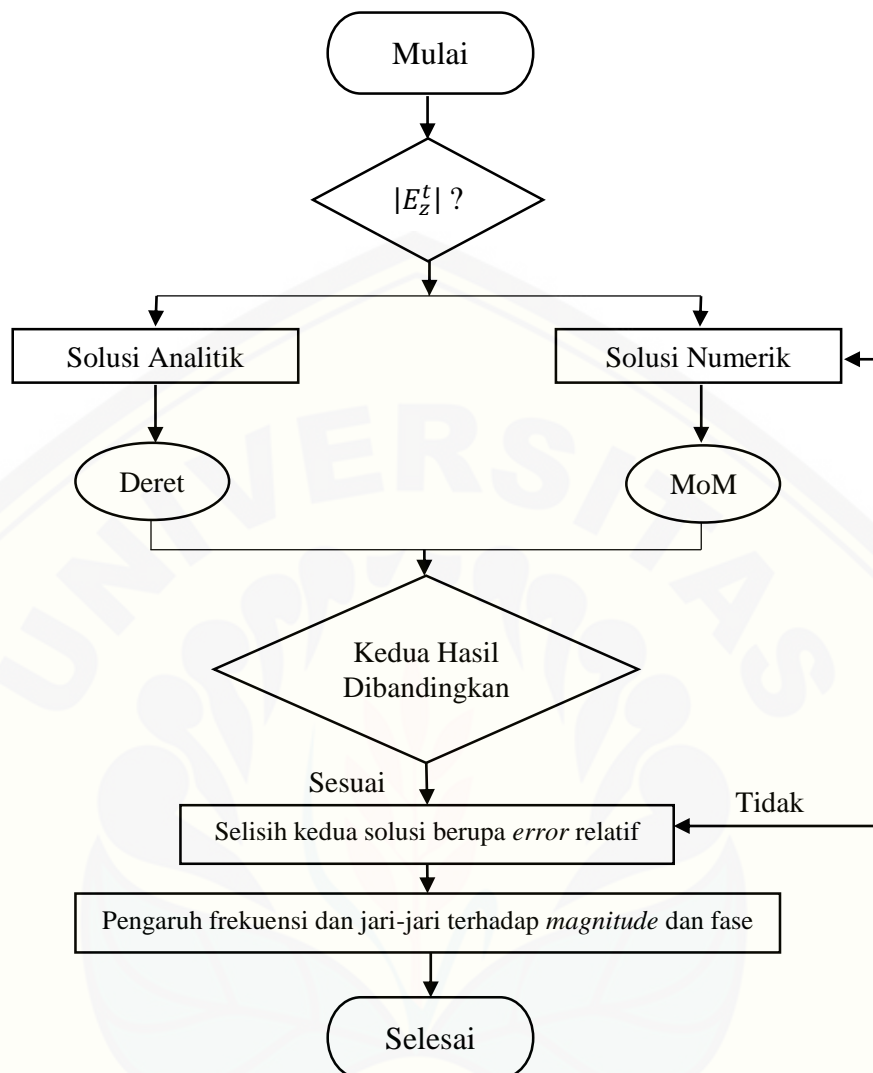 Mulai
|E_z^t| ?
Solusi Analitik
Solusi Numerik
Deret
MoM
Kedua Hasil
Dibandingkan
Sesuai
Tidak
Selisih kedua solusi berupa error relatif
Pengaruh frekuensi dan jari-jari terhadap magnitude dan fase
Selesai
UNIVERSITAS